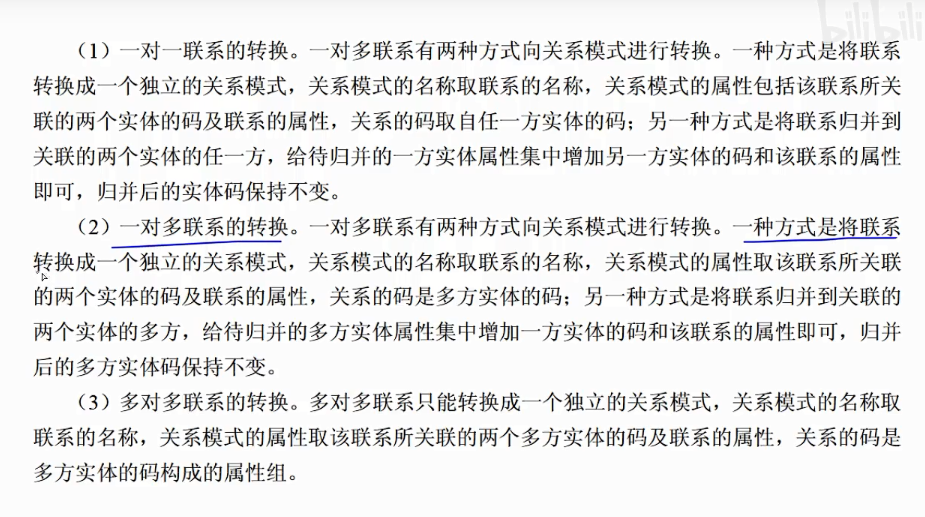 bilibili
（1）一对一联系的转换。一对多联系有两种方式向关系模式进行转换。一种方式是将联系
转换成一个独立的关系模式，关系模式的名称取联系的名称，关系模式的属性包括该联系所关
联的两个实体的码及联系的属性，关系的码取自任一方实体的码；另一种方式是将联系归并到
关联的两个实体的任一方，给待归并的一方实体属性集中增加另一方实体的码和该联系的属性
即可，归并后的实体码保持不变。
（2）一对多联系的转换。一对多联系有两种方式向关系模式进行转换。一种方式是将联系
转换成一个独立的关系模式，关系模式的名称取联系的名称，关系模式的属性取该联系所关联
的两个实体的码及联系的属性，关系的码是多方实体的码；另一种方式是将联系归并到关联的
两个实体的多方，给待归并的多方实体属性集中增加一方实体的码和该联系的属性即可，归并
后的多方实体码保持不变。
（3）多对多联系的转换。多对多联系只能转换成一个独立的关系模式，关系模式的名称取
联系的名称，关系模式的属性取该联系所关联的两个多方实体的码及联系的属性，关系的码是
多方实体的码构成的属性组。